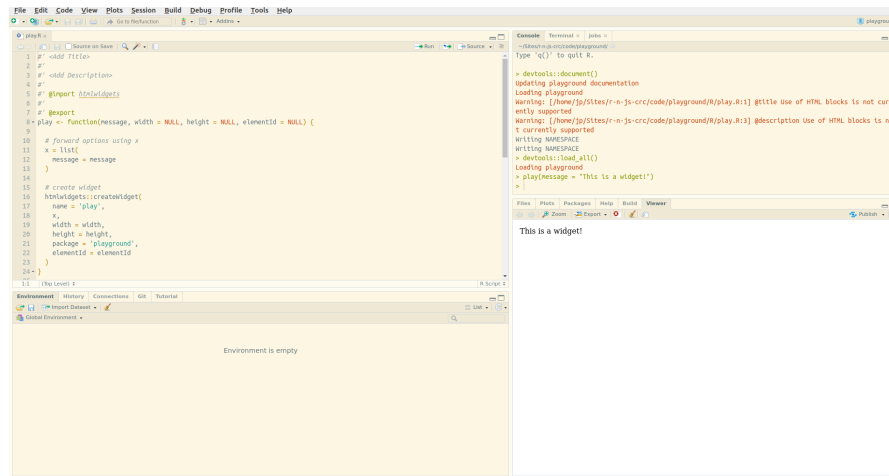 File Edit Code View Plots Session Build Debug Profile Tools Help
Go to file/function Addins playgrou
play.R
Source on Save Run Source
1 #' <Add Title>
2 #'
3 #' <Add Description>
4 #'
5 #' @import htmlwidgets
6 #'
7 #' @export
8 play <- function(message, width = NULL, height = NULL, elementId = NULL) {
9
10 # forward options using x
11 x = list(
12 message = message
13 )
14
15 # create widget
16 htmlwidgets::createWidget(
17 name = 'play',
18 x,
19 width = width,
20 height = height,
21 package = 'playground',
22 elementId = elementId
23 )
24 }
1:1 (Top Level) R Script
Environment History Connections Git Tutorial
Import Dataset List
Global Environment
Environment is empty
Console Terminal Jobs
~/Sites/r-n-js-crc/code/playground/
Type 'q()' to quit R.
> devtools::document()
Updating playground documentation
Loading playground
Warning: [/home/jp/Sites/r-n-js-crc/code/playground/R/play.R:1] @title Use of HTML blocks is not curr
ently supported
Warning: [/home/jp/Sites/r-n-js-crc/code/playground/R/play.R:3] @description Use of HTML blocks is n
t currently supported
Writing NAMESPACE
Writing NAMESPACE
> devtools::load_all()
Loading playground
> play(message = "This is a widget!")
>
Files Plots Packages Help Build Viewer
Zoom Export Publish
This is a widget!